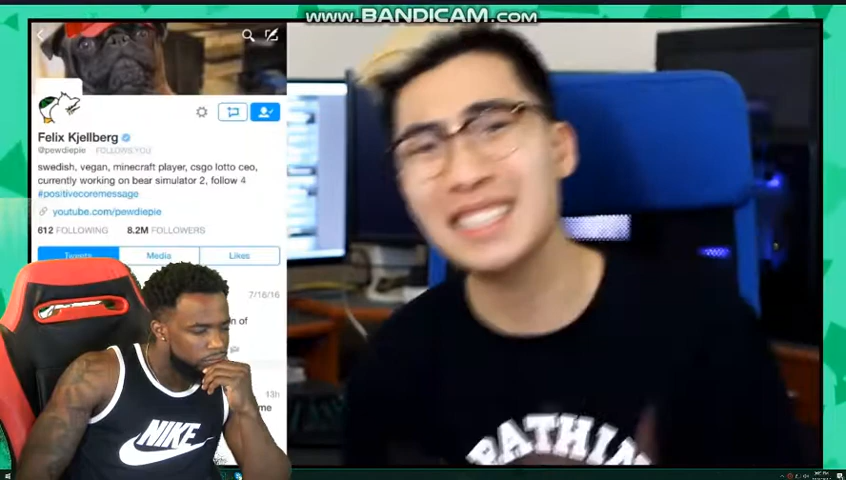 www.BANDICAM.com
Felix Kjellberg
@pewdiepie FOLLOWS YOU
swedish, vegan, minecraft player, csgo lotto ceo,
currently working on bear simulator 2, follow 4
#positivecoremessage
youtube.com/pewdiepie
612 FOLLOWING 8.2M FOLLOWERS
Tweets Media Likes
7/16/16
n of
13h
me
NIKE